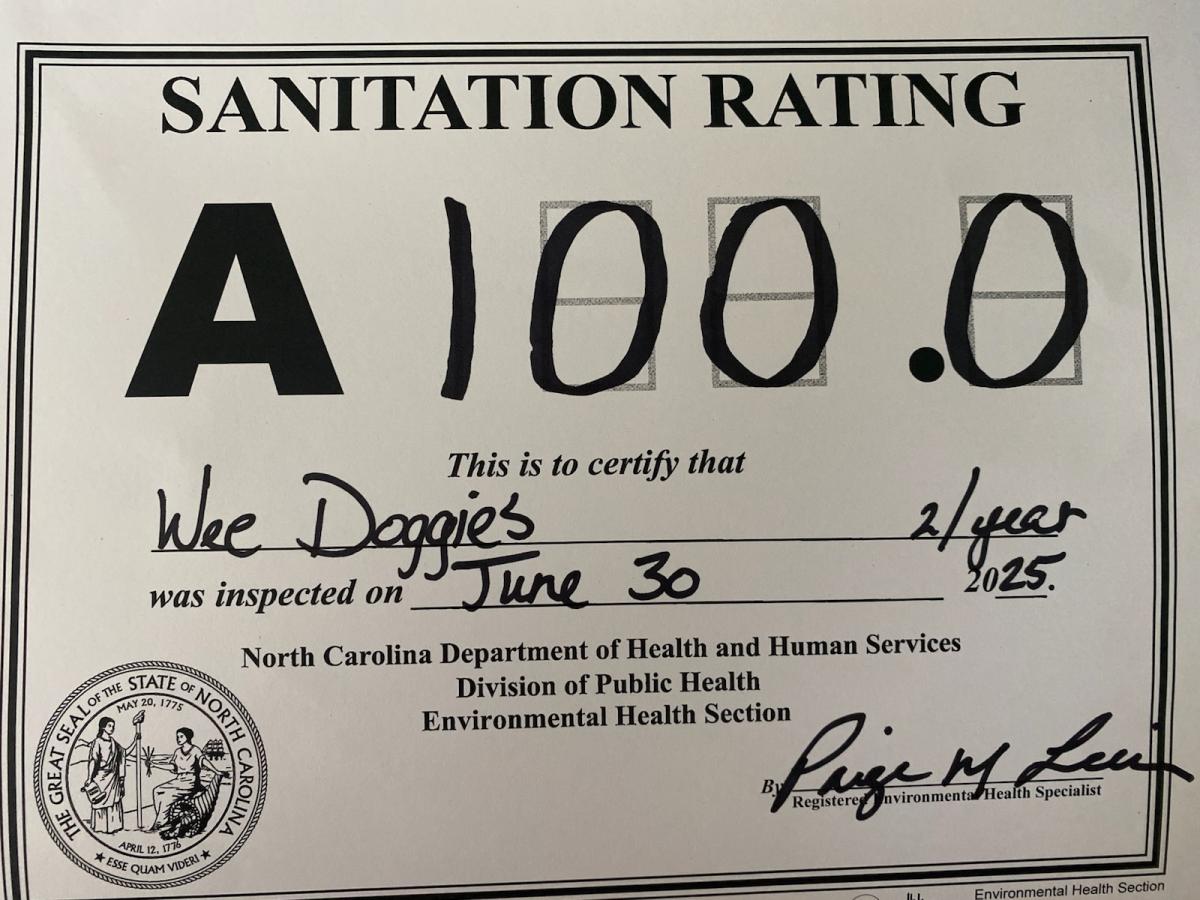 SANITATION RATING
A 100.0
This is to certify that
Wee Doggies 2/year
was inspected on June 30 2025.
North Carolina Department of Health and Human Services
Division of Public Health
Environmental Health Section
THE GREAT SEAL OF THE STATE OF NORTH CAROLINA
MAY 20, 1775
APRIL 12, 1776
★ ESSE QUAM VIDERI ★
By Paige M
Registered Environmental Health Specialist
Environmental Health Section